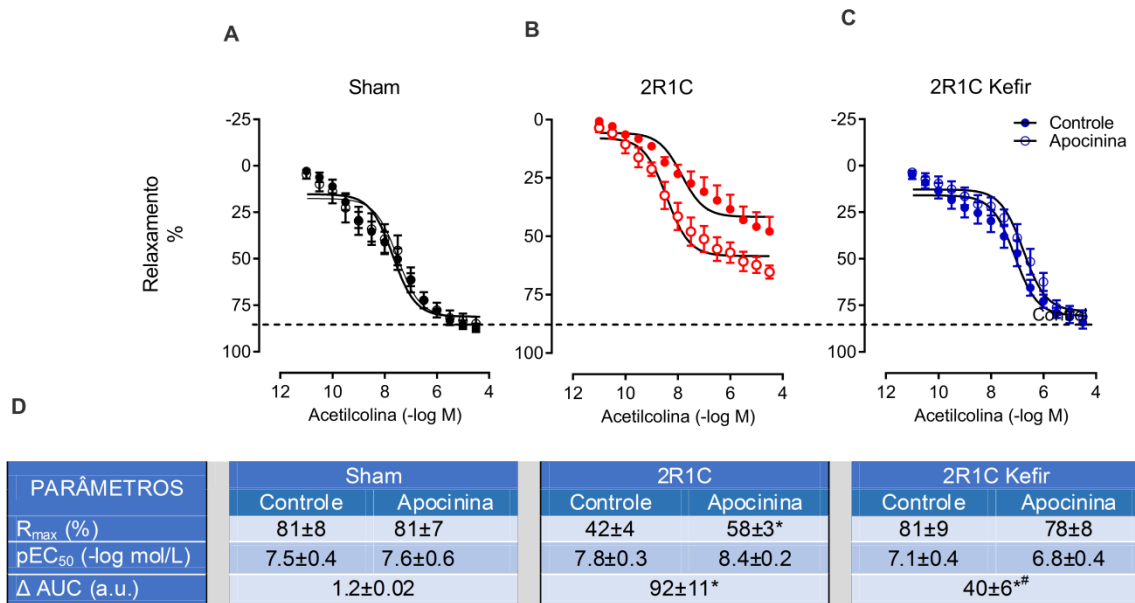 A
B
C
Sham
2R1C
2R1C Kefir
Controle
Apocinina
Relaxamento
%
-25
0
25
50
75
100
12 10 8 6 4
Acetilcolina (-log M)
0
25
50
75
100
12 10 8 6 4
Acetilcolina (-log M)
-25
0
25
50
75
100
12 10 8 6 4
Acetilcolina (-log M)
D
PARÂMETROS Sham 2R1C 2R1C Kefir
Controle Apocinina Controle Apocinina Controle Apocinina
Rmax (%) 81±8 81±7 42±4 58±3* 81±9 78±8
pEC50 (-log mol/L) 7.5±0.4 7.6±0.6 7.8±0.3 8.4±0.2 7.1±0.4 6.8±0.4
Δ AUC (a.u.) 1.2±0.02 92±11* 40±6*#